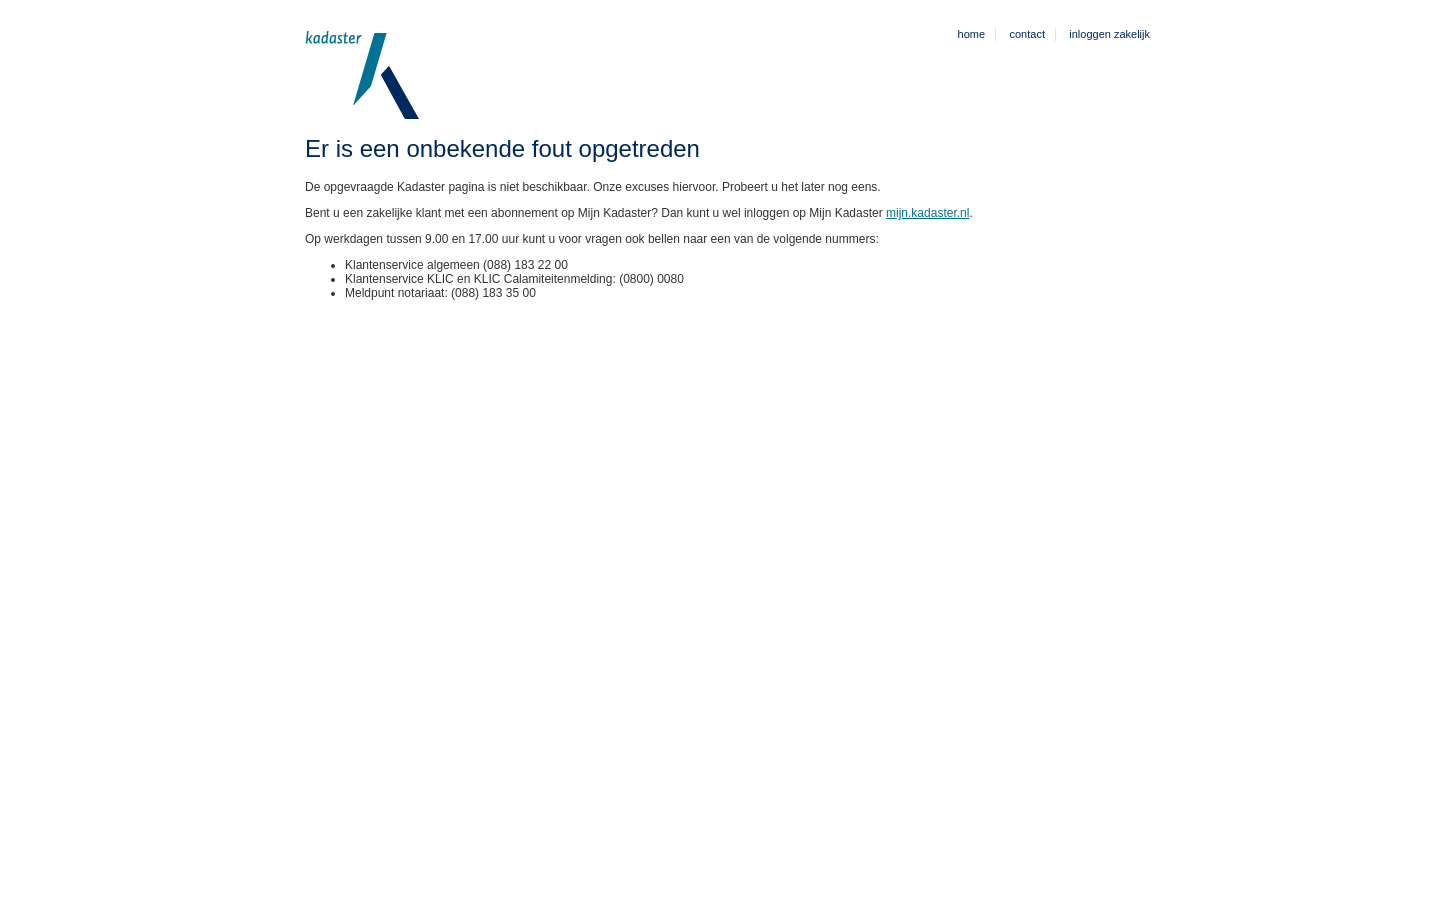 kadaster
home
contact
inloggen zakelijk
Er is een onbekende fout opgetreden
De opgevraagde Kadaster pagina is niet beschikbaar. Onze excuses hiervoor. Probeert u het later nog eens.
Bent u een zakelijke klant met een abonnement op Mijn Kadaster? Dan kunt u wel inloggen op Mijn Kadaster mijn.kadaster.nl.
Op werkdagen tussen 9.00 en 17.00 uur kunt u voor vragen ook bellen naar een van de volgende nummers:
• Klantenservice algemeen (088) 183 22 00
• Klantenservice KLIC en KLIC Calamiteitenmelding: (0800) 0080
• Meldpunt notariaat: (088) 183 35 00